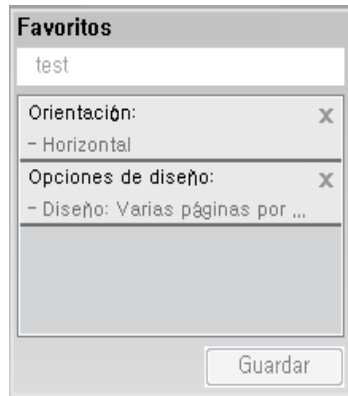 Favoritos
test
Orientación:
- Horizontal
Opciones de diseño:
- Diseño: Varias páginas por ...
Guardar